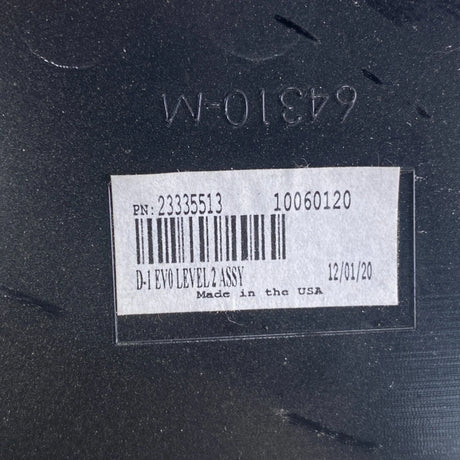 64310-M
PN:23335513 10060120
D-1 EVO LEVEL 2 ASSY 12/01/20
Made in the USA